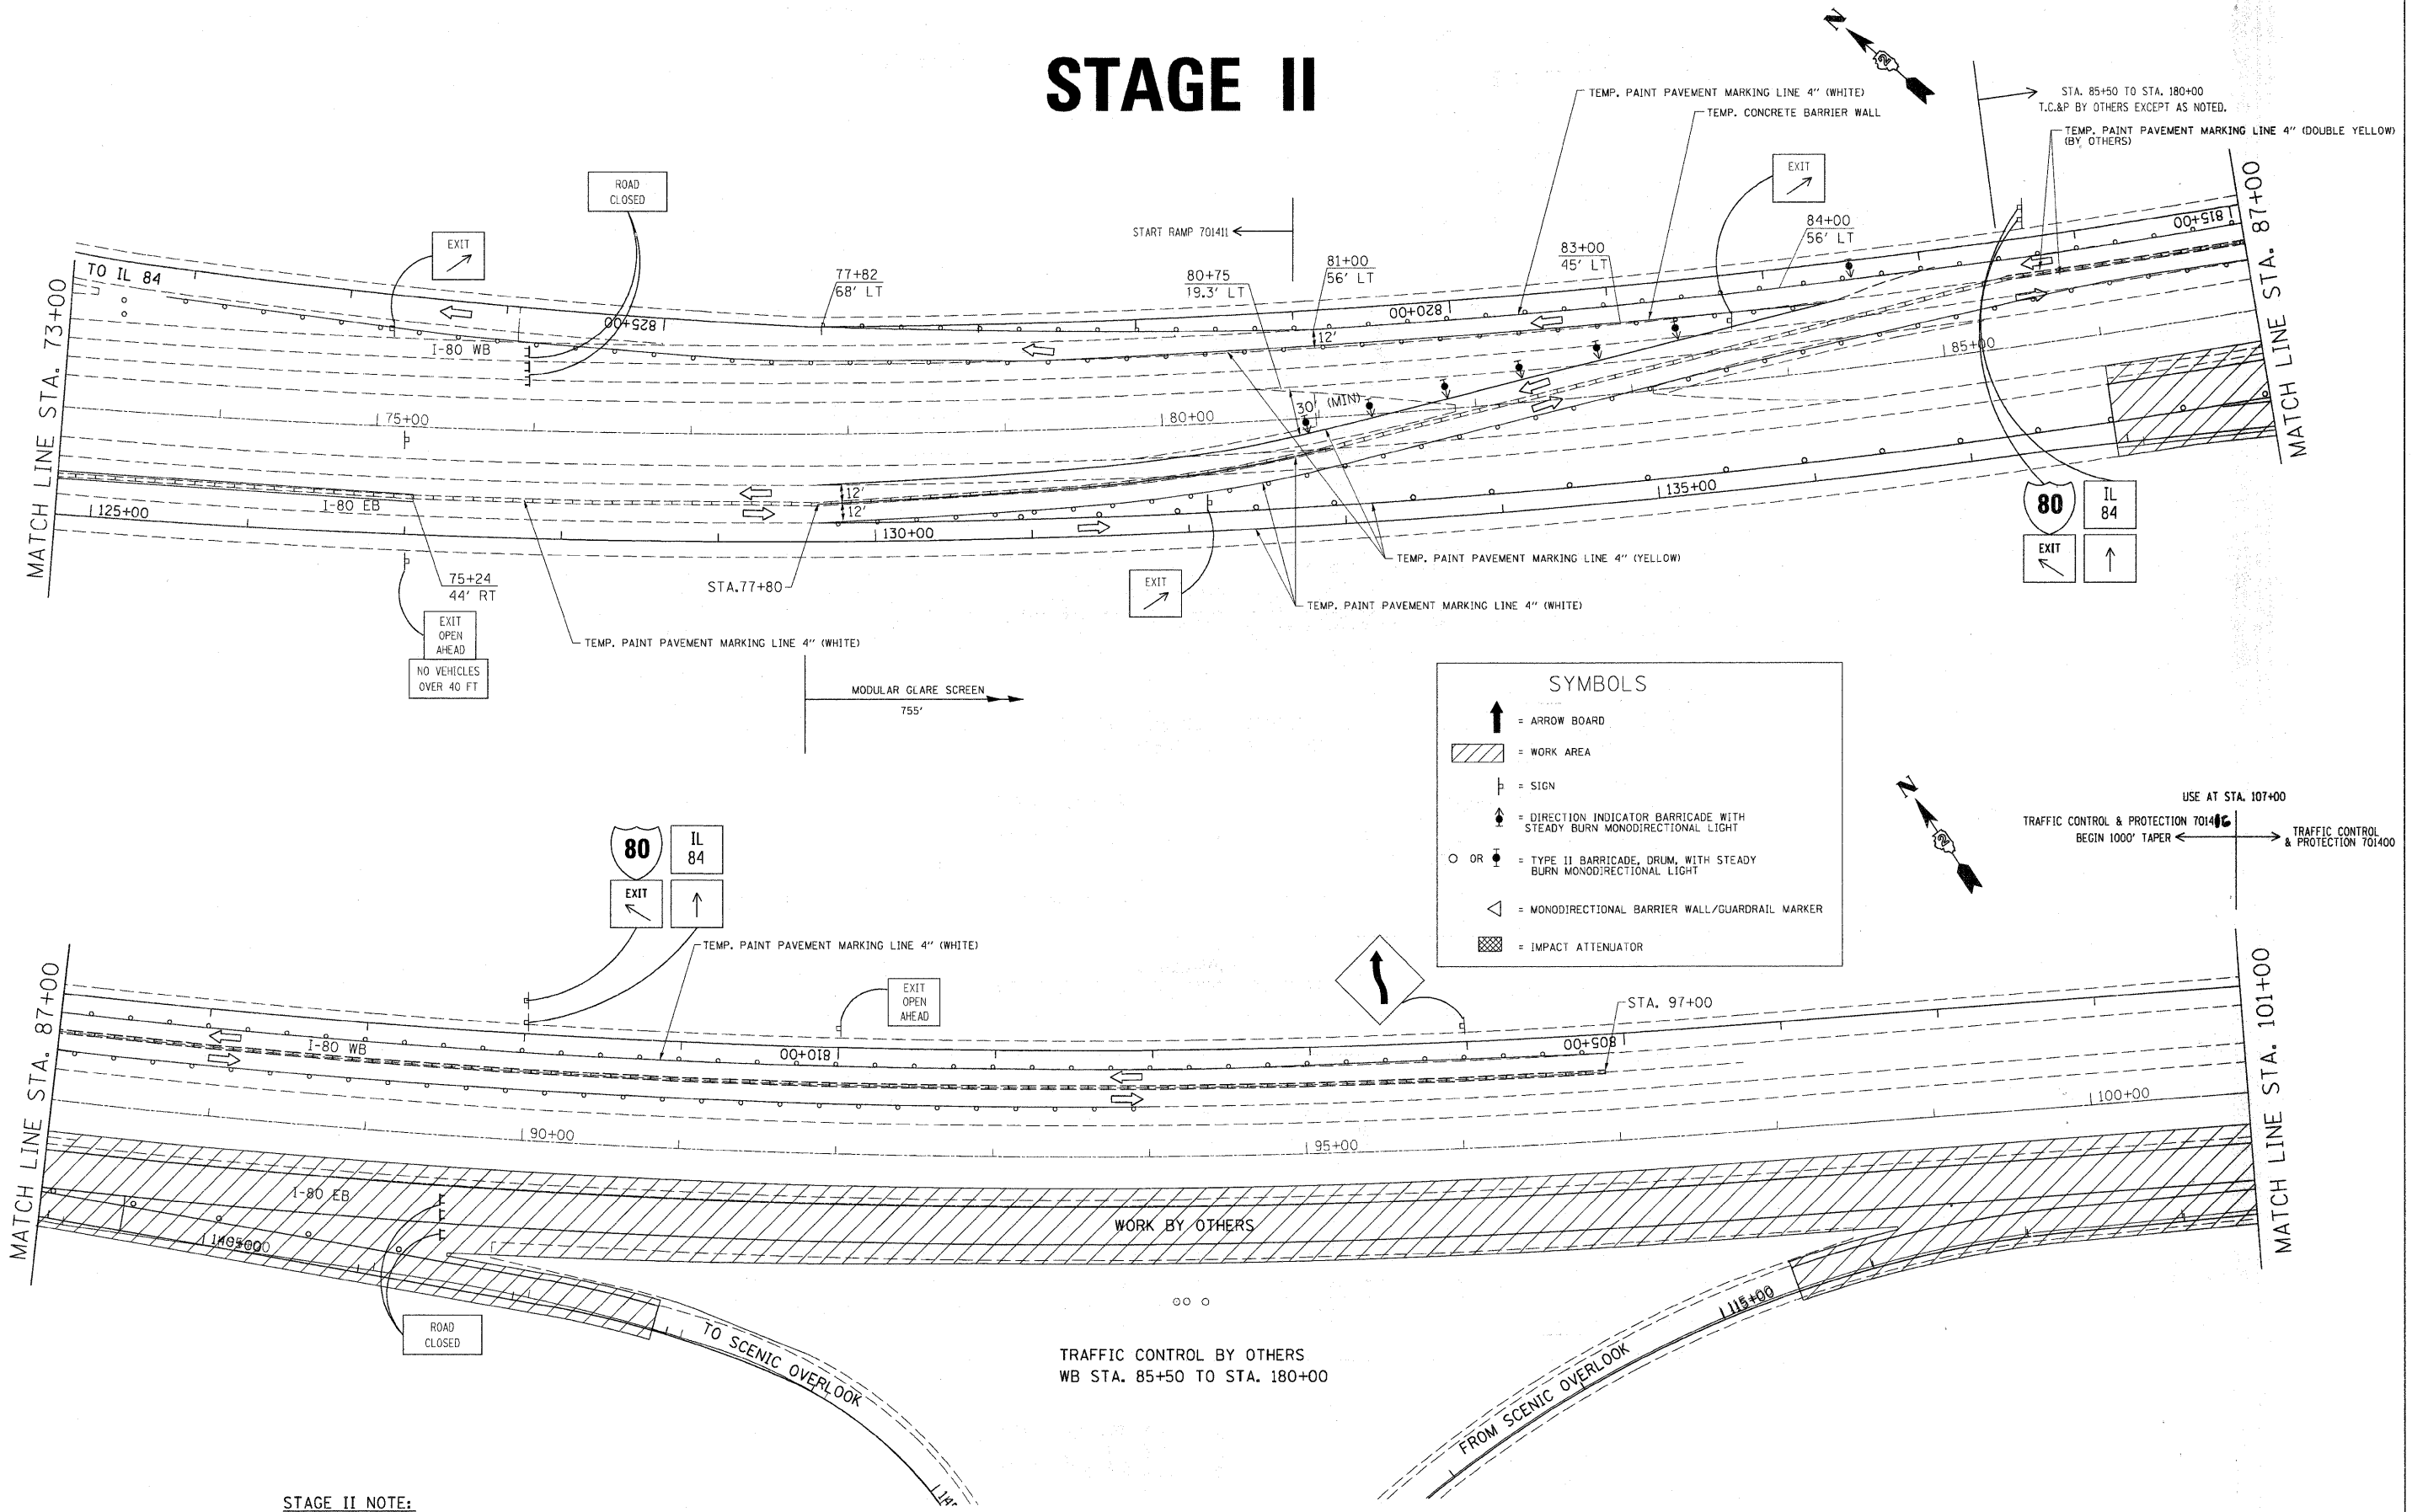 STAGE II
N
2
TEMP. PAINT PAVEMENT MARKING LINE 4" (WHITE)
TEMP. CONCRETE BARRIER WALL
STA. 85+50 TO STA. 180+00
T.C.&P BY OTHERS EXCEPT AS NOTED.
TEMP. PAINT PAVEMENT MARKING LINE 4" (DOUBLE YELLOW)
(BY OTHERS)
ROAD
CLOSED
EXIT
EXIT
START RAMP 701411
TO IL 84
77+82
68' LT
80+75
19.3' LT
81+00
56' LT
83+00
45' LT
84+00
56' LT
815+00
820+00
825+00
12'
MATCH LINE STA. 73+00
MATCH LINE STA. 87+00
I-80 WB
75+00
80+00
85+00
30' (MIN)
I-80 EB
125+00
130+00
135+00
12'
12'
75+24
44' RT
STA.77+80
EXIT
TEMP. PAINT PAVEMENT MARKING LINE 4" (YELLOW)
TEMP. PAINT PAVEMENT MARKING LINE 4" (WHITE)
TEMP. PAINT PAVEMENT MARKING LINE 4" (WHITE)
EXIT
OPEN
AHEAD
NO VEHICLES
OVER 40 FT
MODULAR GLARE SCREEN
755'
80
IL
84
EXIT
SYMBOLS
= ARROW BOARD
= WORK AREA
= SIGN
= DIRECTION INDICATOR BARRICADE WITH
STEADY BURN MONODIRECTIONAL LIGHT
OR
= TYPE II BARRICADE, DRUM, WITH STEADY
BURN MONODIRECTIONAL LIGHT
= MONODIRECTIONAL BARRIER WALL/GUARDRAIL MARKER
= IMPACT ATTENUATOR
N
2
USE AT STA. 107+00
TRAFFIC CONTROL & PROTECTION 701416
BEGIN 1000' TAPER
TRAFFIC CONTROL
& PROTECTION 701400
80
IL
84
EXIT
TEMP. PAINT PAVEMENT MARKING LINE 4" (WHITE)
EXIT
OPEN
AHEAD
STA. 97+00
MATCH LINE STA. 87+00
MATCH LINE STA. 101+00
I-80 WB
810+00
805+00
90+00
95+00
100+00
I-80 EB
WORK BY OTHERS
ROAD
CLOSED
TO SCENIC OVERLOOK
FROM SCENIC OVERLOOK
115+00
TRAFFIC CONTROL BY OTHERS
WB STA. 85+50 TO STA. 180+00
STAGE II NOTE: